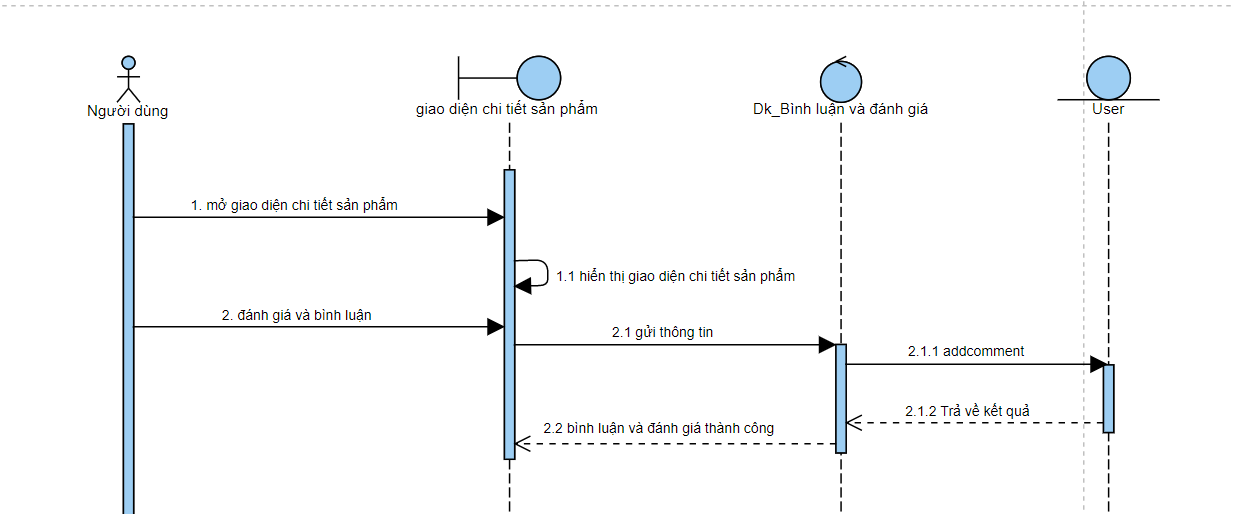 Người dùng
giao diện chi tiết sản phẩm
Dk_Bình luận và đánh giá
User
1. mở giao diện chi tiết sản phẩm
1.1 hiển thị giao diện chi tiết sản phẩm
2. đánh giá và bình luận
2.1 gửi thông tin
2.1.1 addcomment
2.1.2 Trả về kết quả
2.2 bình luận và đánh giá thành công